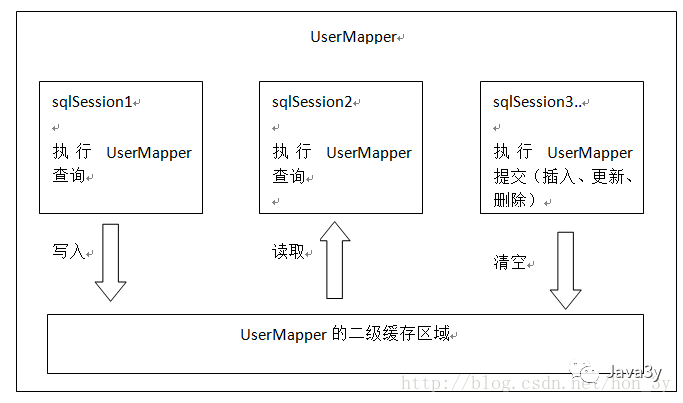 UserMapper
sqlSession1
执行 UserMapper
查询
sqlSession2
执行 UserMapper
查询
sqlSession3..
执行 UserMapper
提交（插入、更新、
删除）
写入
读取
清空
UserMapper 的二级缓存区域
Java3y
http://blog.csdn.net/hon_3y